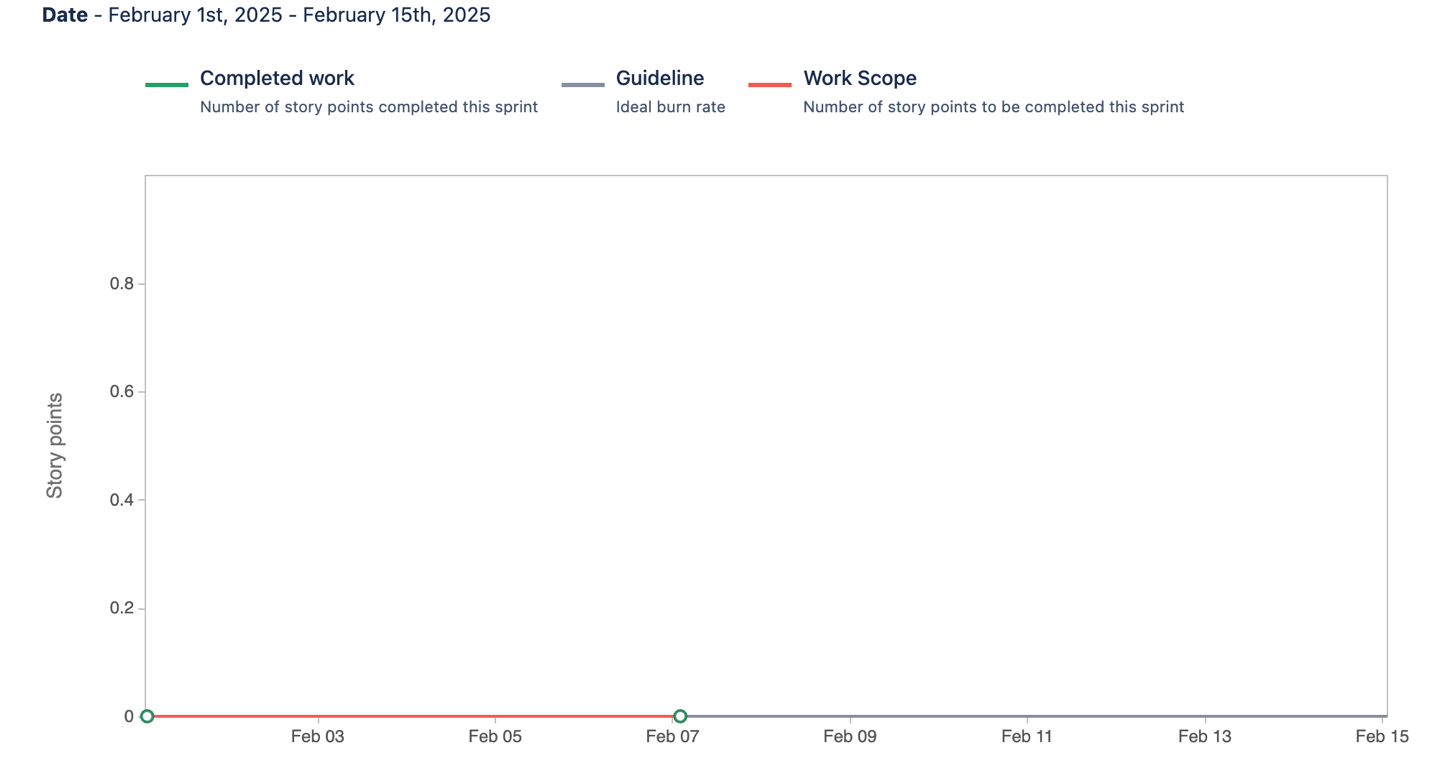 Date - February 1st, 2025 - February 15th, 2025
Completed work
Number of story points completed this sprint
Guideline
Ideal burn rate
Work Scope
Number of story points to be completed this sprint
Story points
0.8
0.6
0.4
0.2
0
Feb 03 Feb 05 Feb 07 Feb 09 Feb 11 Feb 13 Feb 15